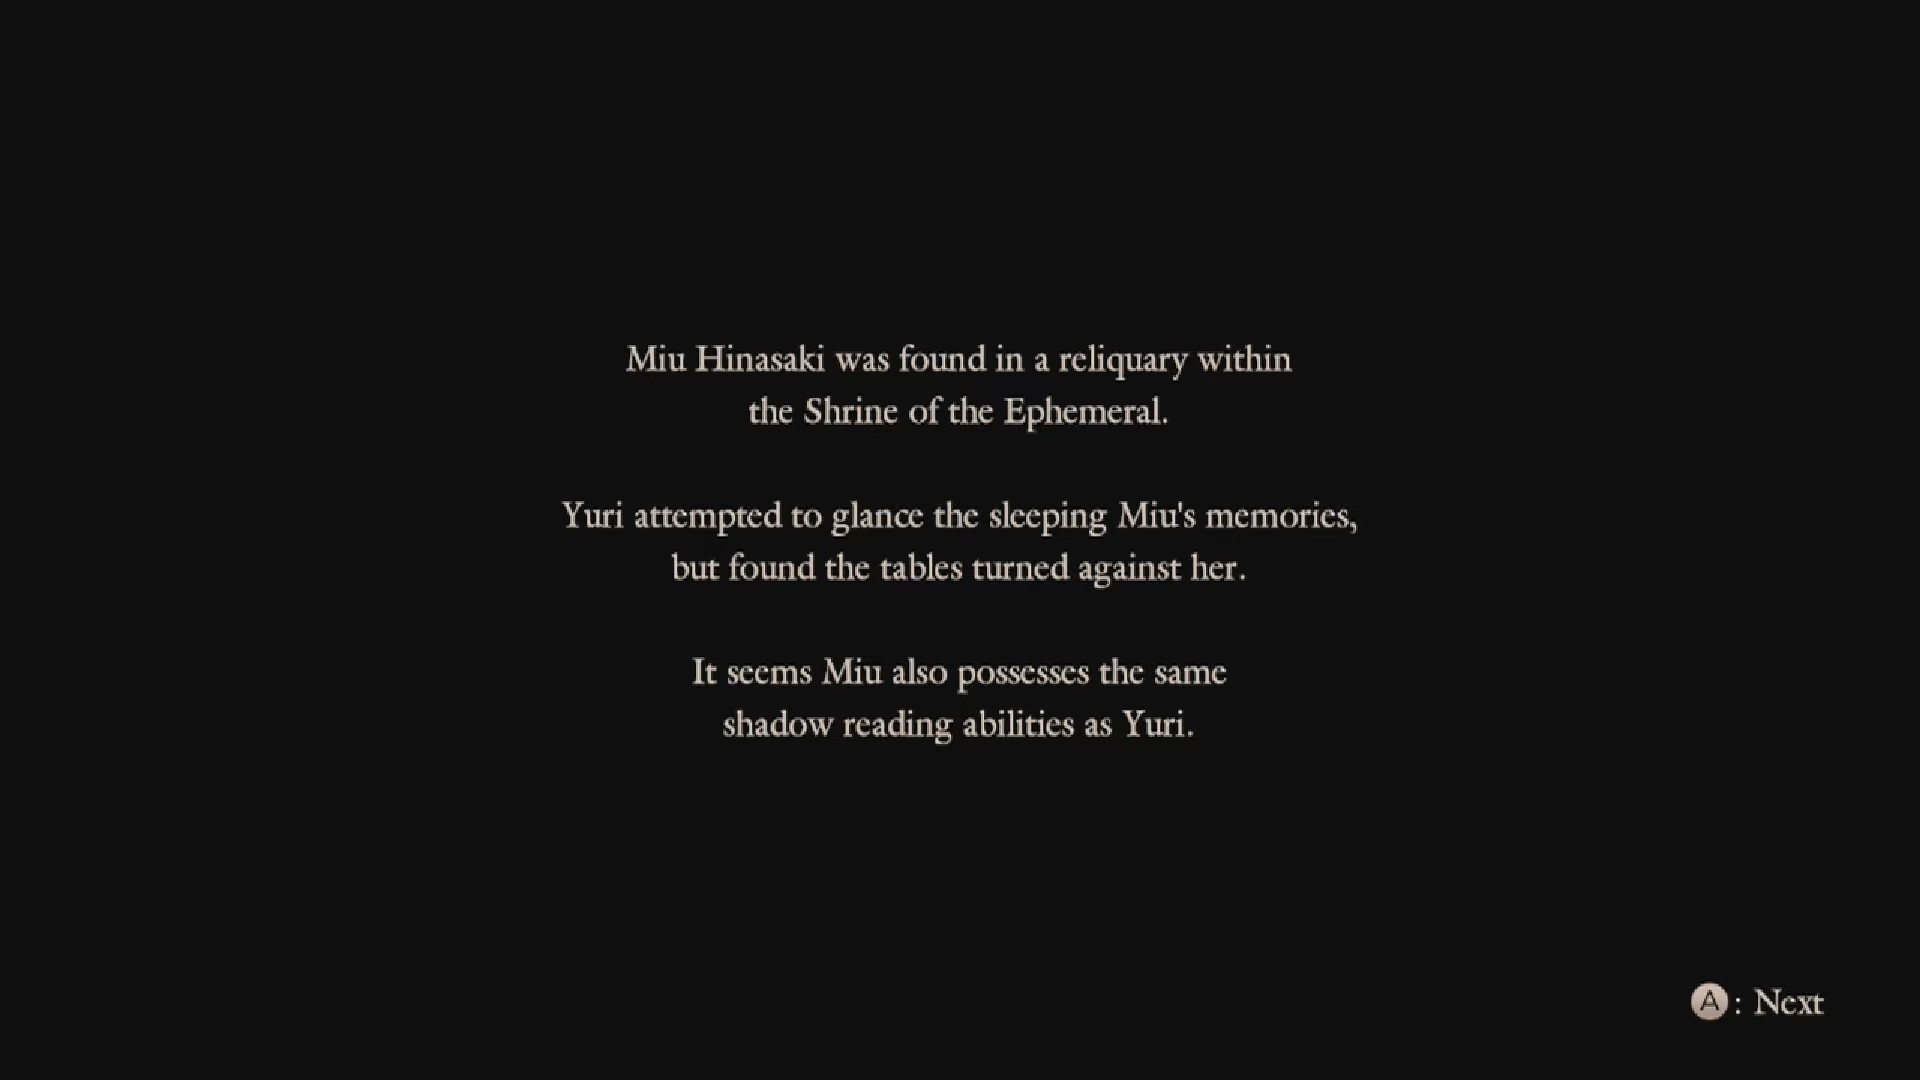 Miu Hinasaki was found in a reliquary within
the Shrine of the Ephemeral.
Yuri attempted to glance the sleeping Miu's memories,
but found the tables turned against her.
It seems Miu also possesses the same
shadow reading abilities as Yuri.
A : Next